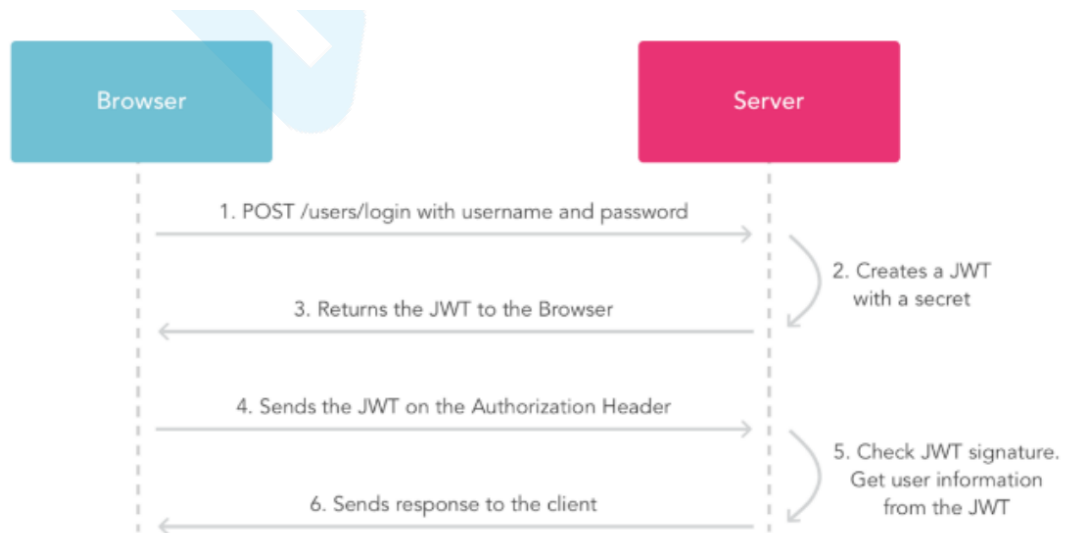 Browser
Server
1. POST /users/login with username and password
2. Creates a JWT
with a secret
3. Returns the JWT to the Browser
4. Sends the JWT on the Authorization Header
5. Check JWT signature.
Get user information
from the JWT
6. Sends response to the client